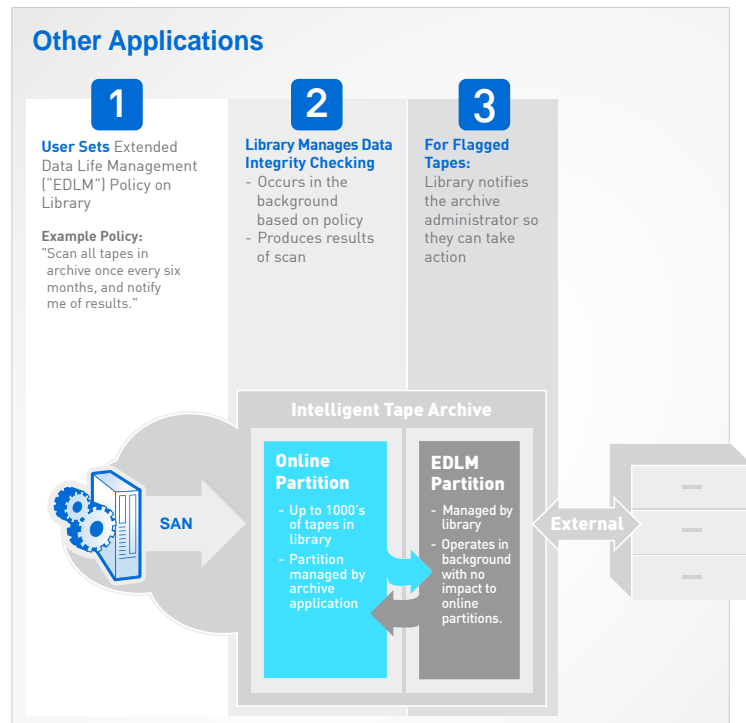 Other Applications
1
User Sets Extended
Data Life Management
("EDLM") Policy on
Library
Example Policy:
"Scan all tapes in
archive once every six
months, and notify
me of results."
2
Library Manages Data
Integrity Checking
- Occurs in the
background
based on policy
- Produces results
of scan
3
For Flagged
Tapes:
Library notifies
the archive
administrator so
they can take
action
Intelligent Tape Archive
SAN
Online
Partition
- Up to 1000's
of tapes in
library
- Partition
managed by
archive
application
EDLM
Partition
- Managed by
library
- Operates in
background
with no
impact to
online
partitions.
External